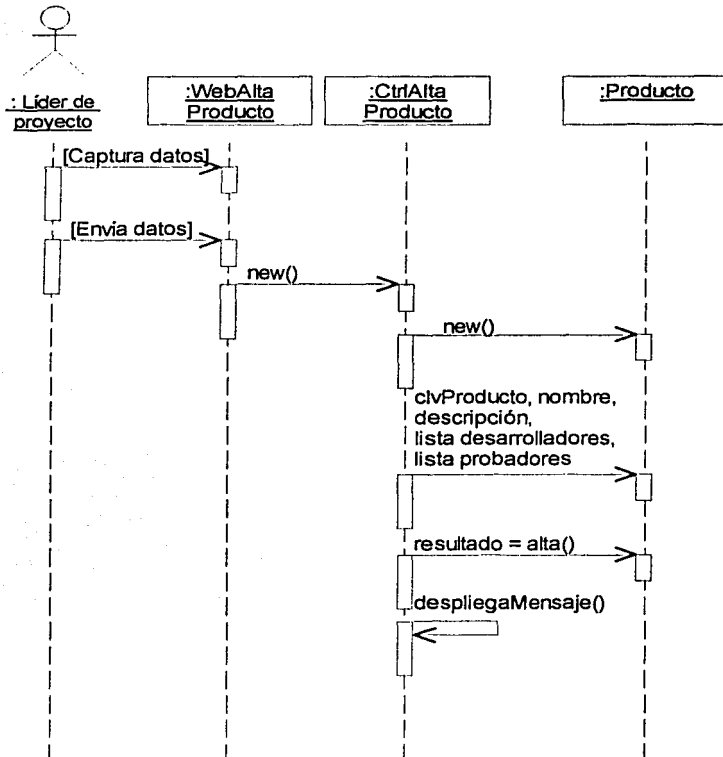 : Líder de
proyecto
:WebAlta
Producto
:CtrlAlta
Producto
:Producto
[Captura datos]
[Envía datos]
new()
new()
clvProducto, nombre,
descripción,
lista desarrolladores,
lista probadores
resultado = alta()
despliegaMensaje()